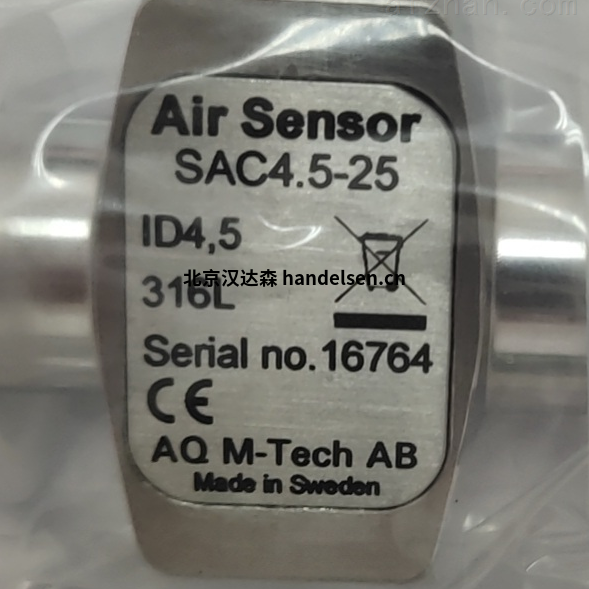 Air Sensor
SAC4.5-25
ID4,5
北京汉达森 handelsen.cn
316L
Serial no.16764
CE
AQ M-Tech AB
Made in Sweden